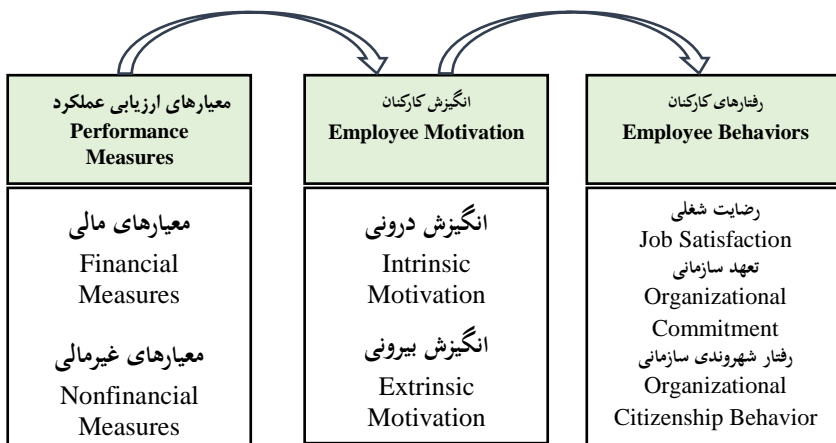 معیارهای ارزیابی عملکرد
Performance
Measures
معیارهای مالی
Financial
Measures
معیارهای غیرمالی
Nonfinancial
Measures
انگیزش کارکنان
Employee Motivation
انگیزش درونی
Intrinsic
Motivation
انگیزش بیرونی
Extrinsic
Motivation
رفتارهای کارکنان
Employee Behaviors
رضایت شغلی
Job Satisfaction
تعهد سازمانی
Organizational
Commitment
رفتار شهروندی سازمانی
Organizational
Citizenship Behavior